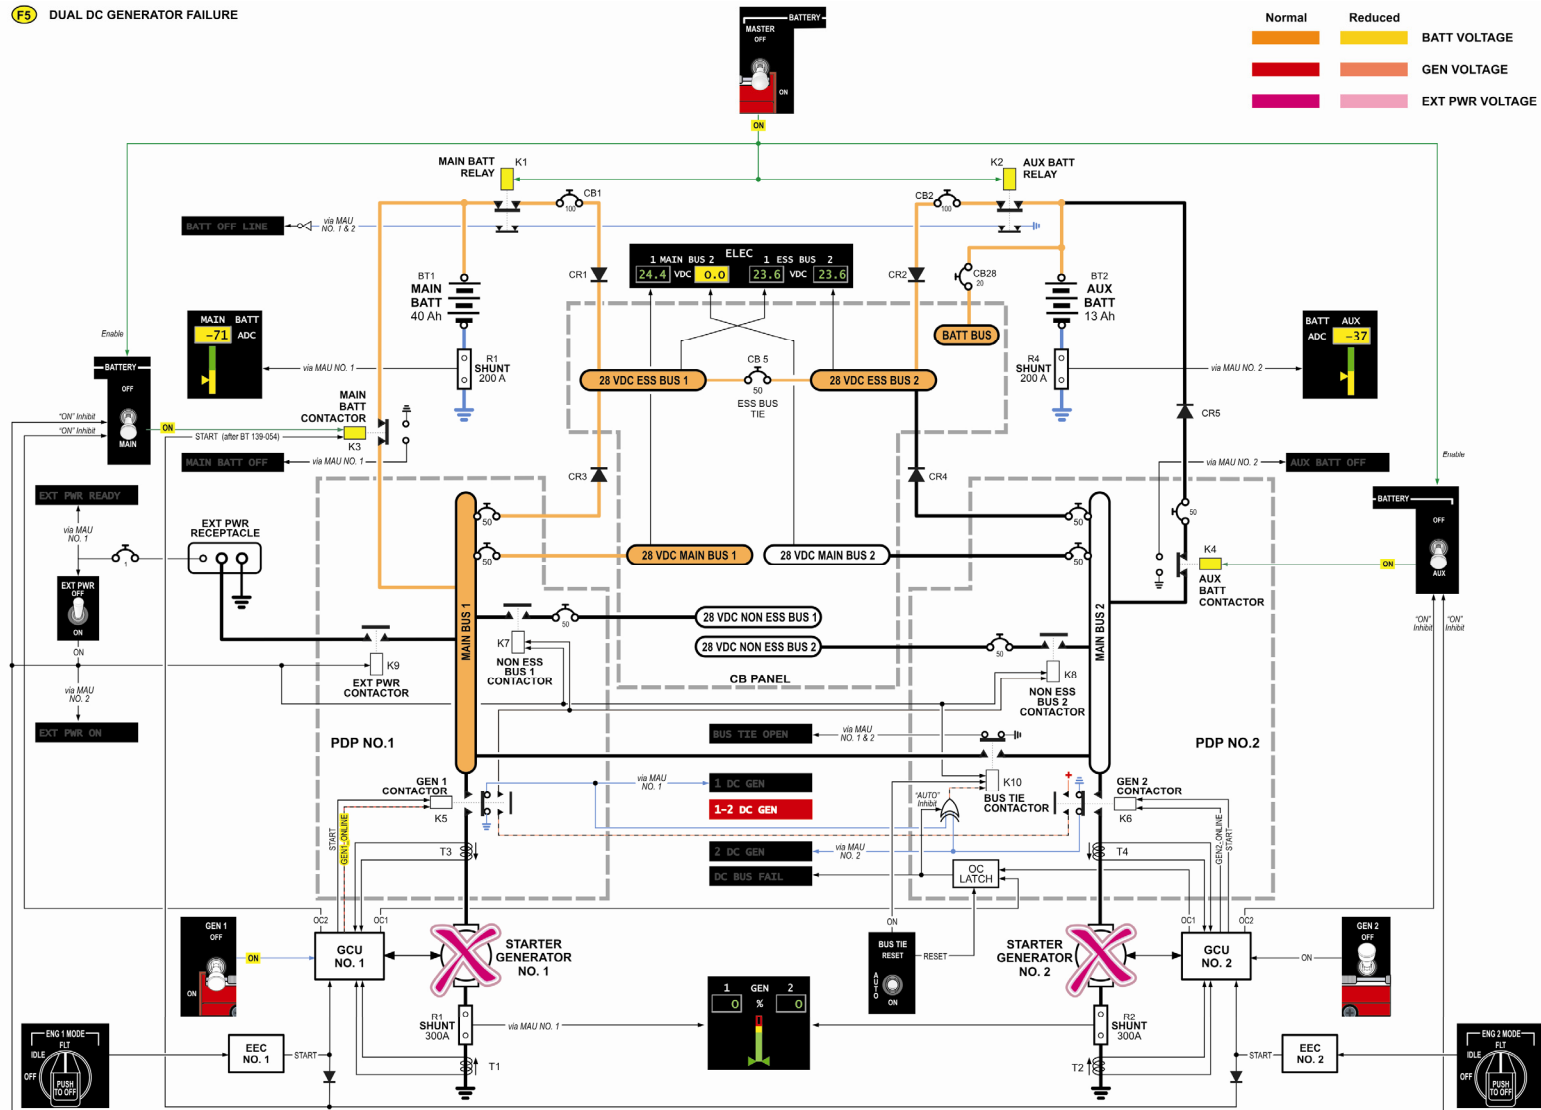 F5 DUAL DC GENERATOR FAILURE
BATTERY
MASTER
OFF
ON
ON
Normal Reduced
BATT VOLTAGE
GEN VOLTAGE
EXT PWR VOLTAGE
MAIN BATT
RELAY
K1
CB1
100
K2
AUX BATT
RELAY
CB2
100
BATT OFF LINE
via MAU
NO. 1 & 2
ELEC
1 MAIN BUS 2 1 ESS BUS 2
24.4 VDC 0.0 23.6 VDC 23.6
CR1
CR2
BT1
MAIN
BATT
40 Ah
CB28
20
BT2
AUX
BATT
13 Ah
BATT BUS
MAIN BATT
-71 ADC
Enable
via MAU NO. 1
R1
SHUNT
200 A
R4
SHUNT
200 A
via MAU NO. 2
BATT AUX
ADC -37
28 VDC ESS BUS 1
CB 5
50
ESS BUS
TIE
28 VDC ESS BUS 2
BATTERY
OFF
MAIN
"ON" Inhibit
"ON" Inhibit
ON
MAIN
BATT
CONTACTOR
K3
START (after BT 139-054)
MAIN BATT OFF
via MAU NO. 1
CR5
CR3
CR4
via MAU NO. 2
AUX BATT OFF
Enable
BATTERY
OFF
AUX
EXT PWR READY
via MAU
NO. 1
EXT PWR
RECEPTACLE
1
EXT PWR
OFF
ON
ON
via MAU
NO. 2
EXT PWR ON
50
50
50
50
50
28 VDC MAIN BUS 1
28 VDC MAIN BUS 2
K4
AUX
BATT
CONTACTOR
ON
"ON"
Inhibit
"ON"
Inhibit
MAIN BUS 1
MAIN BUS 2
28 VDC NON ESS BUS 1
28 VDC NON ESS BUS 2
50
50
K7
NON ESS
BUS 1
CONTACTOR
K9
EXT PWR
CONTACTOR
CB PANEL
K8
NON ESS
BUS 2
CONTACTOR
PDP NO.1
PDP NO.2
BUS TIE OPEN
via MAU
NO. 1 & 2
GEN 1
CONTACTOR
K5
via MAU
NO. 1
1 DC GEN
1-2 DC GEN
K10
BUS TIE
CONTACTOR
"AUTO"
Inhibit
GEN 2
CONTACTOR
K6
START
GEN1_ONLINE
GEN2_ONLINE
START
T3
T4
2 DC GEN
via MAU
NO. 2
DC BUS FAIL
OC
LATCH
OC2
OC1
OC1
OC2
ON
GEN 1
OFF
ON
ON
GCU
NO. 1
STARTER
GENERATOR
NO. 1
BUS TIE
RESET
AUTO
ON
RESET
STARTER
GENERATOR
NO. 2
GCU
NO. 2
ON
GEN 2
OFF
ON
1 GEN 2
0 % 0
R1
SHUNT
300A
via MAU NO. 1
R2
SHUNT
300A
T1
T2
ENG 1 MODE
FLT
IDLE
OFF
PUSH
TO OFF
EEC
NO. 1
START
START
EEC
NO. 2
ENG 2 MODE
FLT
IDLE
OFF
PUSH
TO OFF